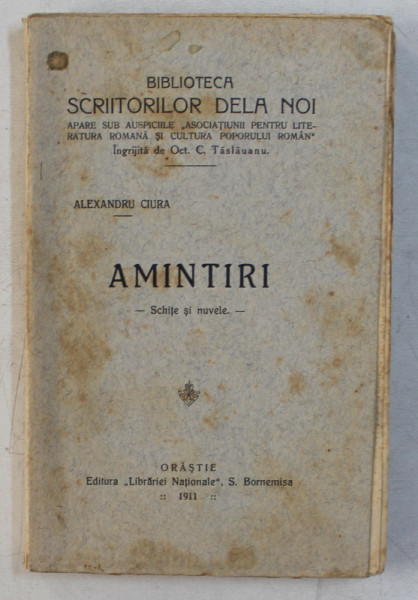 BIBLIOTECA
SCRIITORILOR DELA NOI
APARE SUB AUSPICIILE „ASOCIAȚIUNII PENTRU LITE-
RATURA ROMANĂ ȘI CULTURA POPORULUI ROMÂN“
Îngrijită de Oct. C. Tăslăuanu.
ALEXANDRU CIURA
AMINTIRI
— Schițe și nuvele. —
ORĂȘTIE
Editura „Librăriei Naționale“, S. Bornemisa
:: 1911 ::